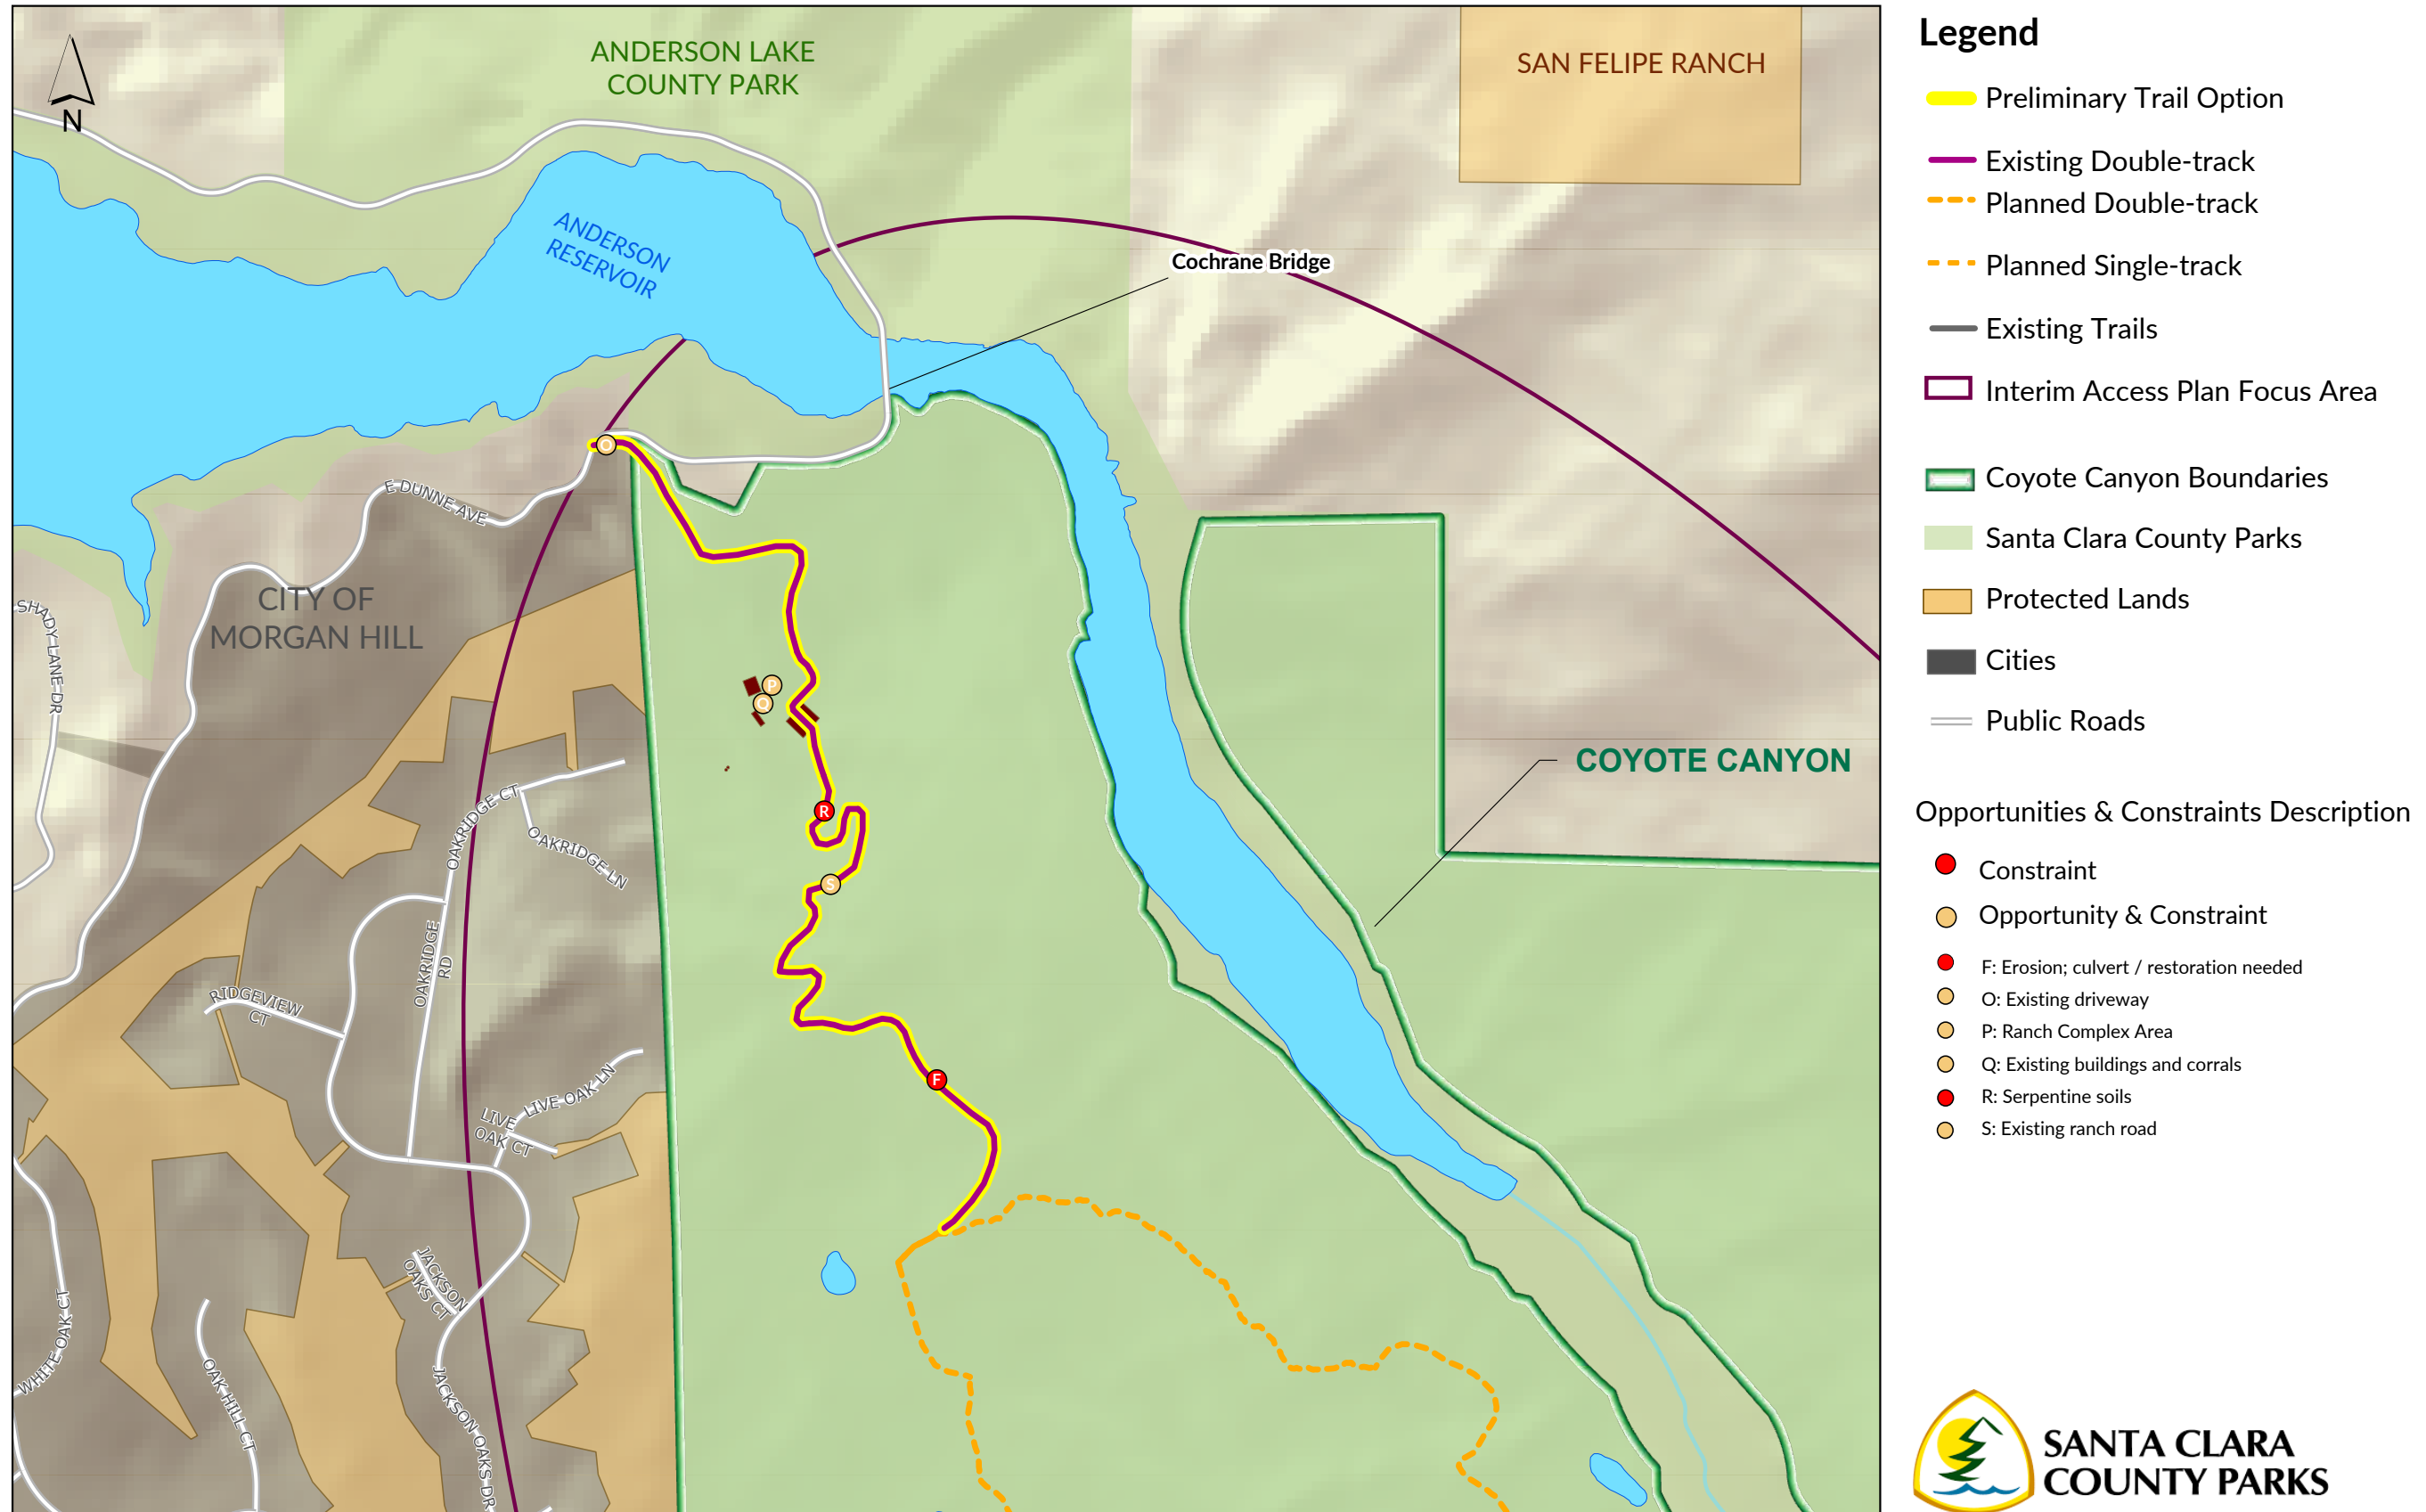 ANDERSON LAKE
COUNTY PARK
SAN FELIPE RANCH
N
ANDERSON
RESERVOIR
Cochrane Bridge
O
E DUNNE AVE
CITY OF
MORGAN HILL
SHADY LANE DR
P
Q
COYOTE CANYON
OAKRIDGE CT
OAKRIDGE LN
R
S
OAKRIDGE
RD
RIDGEVIEW
CT
LIVE OAK LN
LIVE
OAK CT
F
JACKSON
OAKS CT
WHITE OAK CT
OAK HILL CT
JACKSON OAKS DR
Legend
Preliminary Trail Option
Existing Double-track
Planned Double-track
Planned Single-track
Existing Trails
Interim Access Plan Focus Area
Coyote Canyon Boundaries
Santa Clara County Parks
Protected Lands
Cities
Public Roads
Opportunities & Constraints Description
Constraint
Opportunity & Constraint
F: Erosion; culvert / restoration needed
O: Existing driveway
P: Ranch Complex Area
Q: Existing buildings and corrals
R: Serpentine soils
S: Existing ranch road
SANTA CLARA
COUNTY PARKS